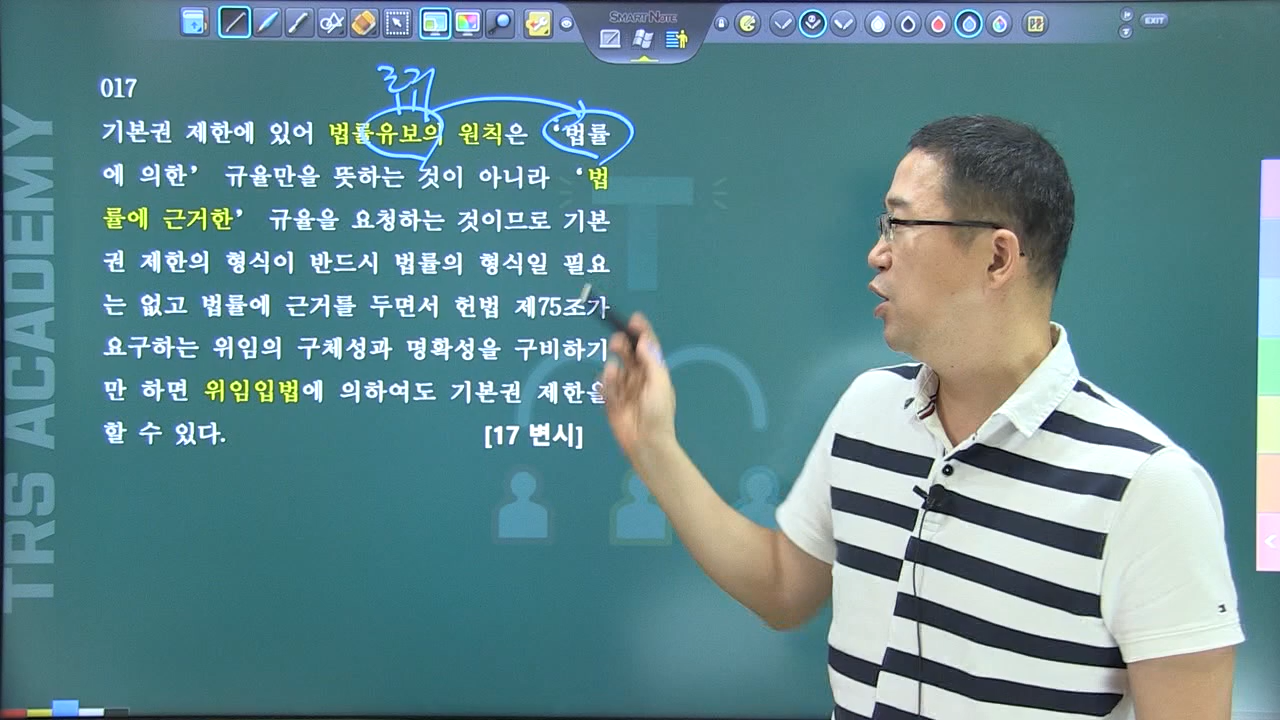 SMART NOTE
EXIT
TRS ACADEMY
017
근거
기본권 제한에 있어 법률유보의 원칙은 ‘법률
에 의한’ 규율만을 뜻하는 것이 아니라 ‘법
률에 근거한’ 규율을 요청하는 것이므로 기본
권 제한의 형식이 반드시 법률의 형식일 필요
는 없고 법률에 근거를 두면서 헌법 제75조가
요구하는 위임의 구체성과 명확성을 구비하기
만 하면 위임입법에 의하여도 기본권 제한을
할 수 있다. [17 변시]